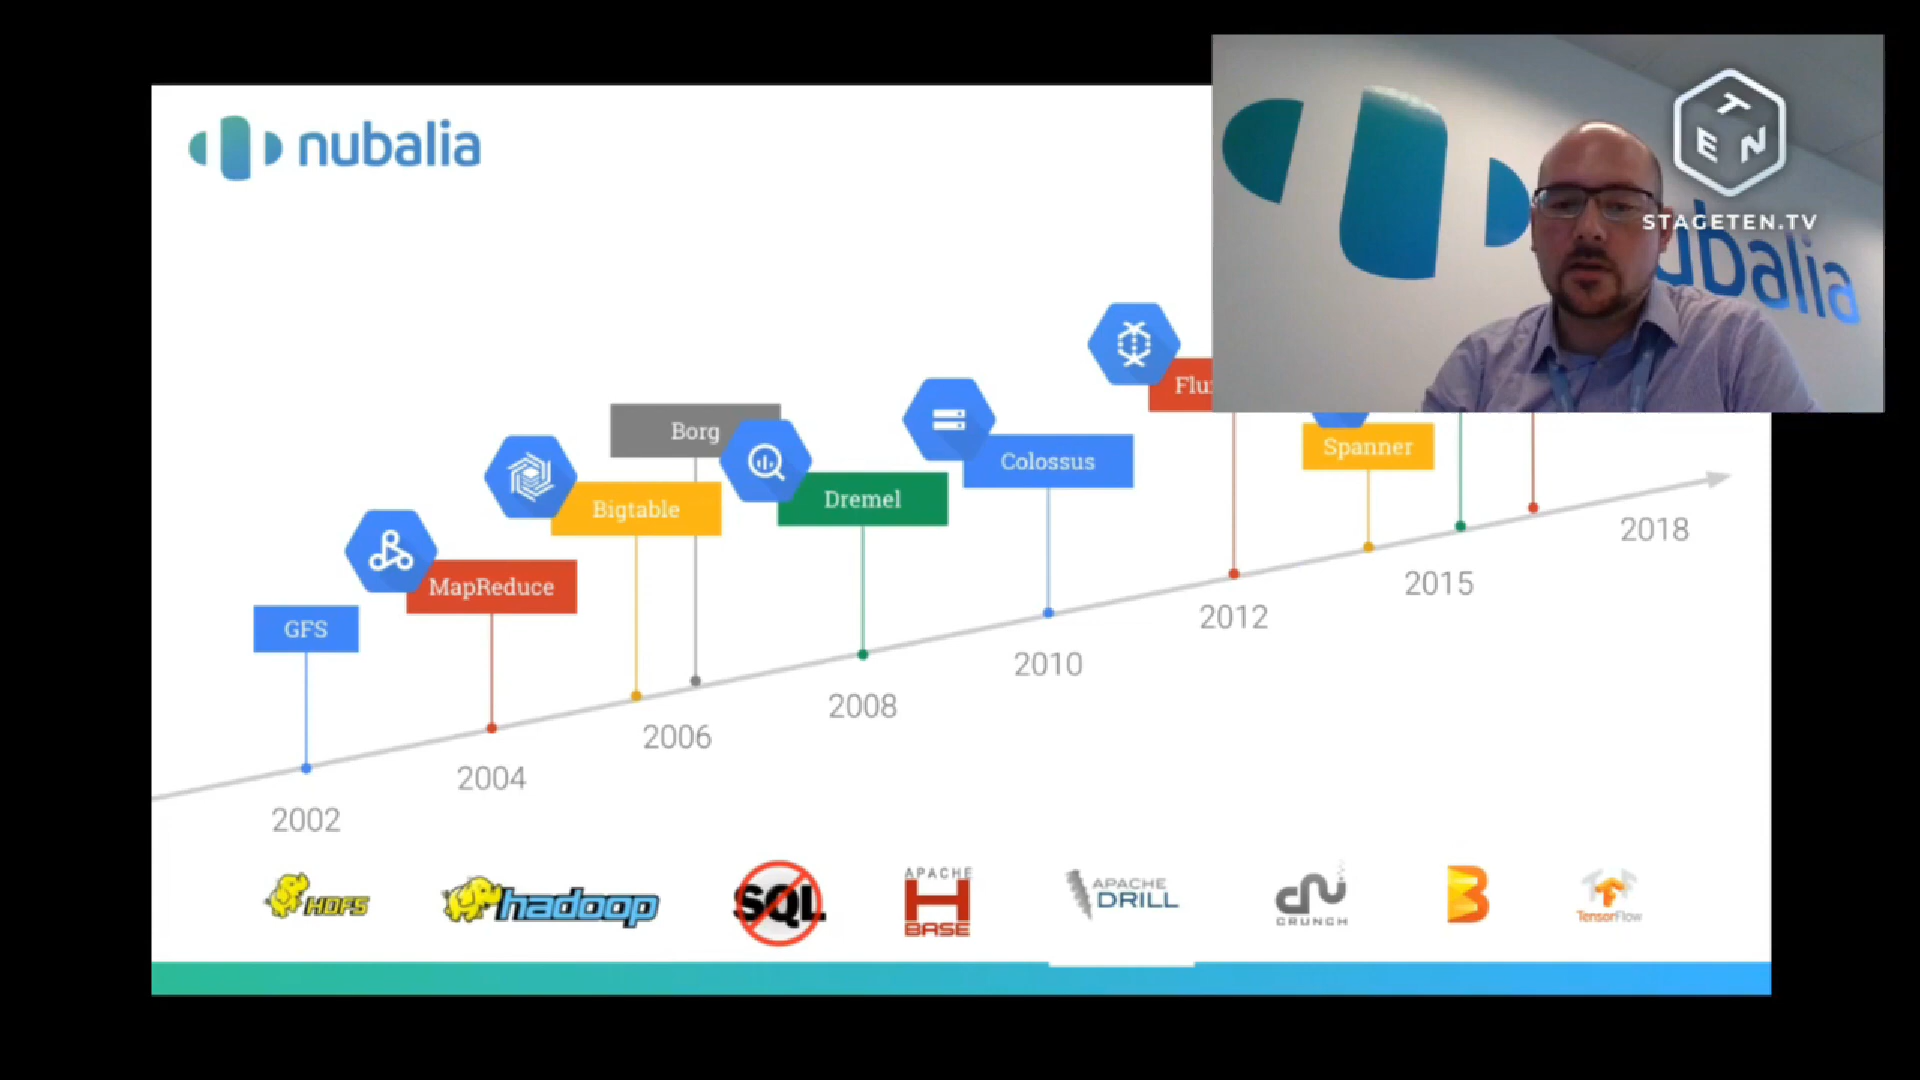 nubalia
T
E N
STAGETEN.TV
ubalia
Borg
Colossus
Spanner
Dremel
Bigtable
MapReduce
GFS
2018
2015
2012
2010
2008
2006
2004
2002
HDFS
hadoop
SQL
APACHE
HBASE
APACHE
DRILL
CRUNCH
TensorFlow